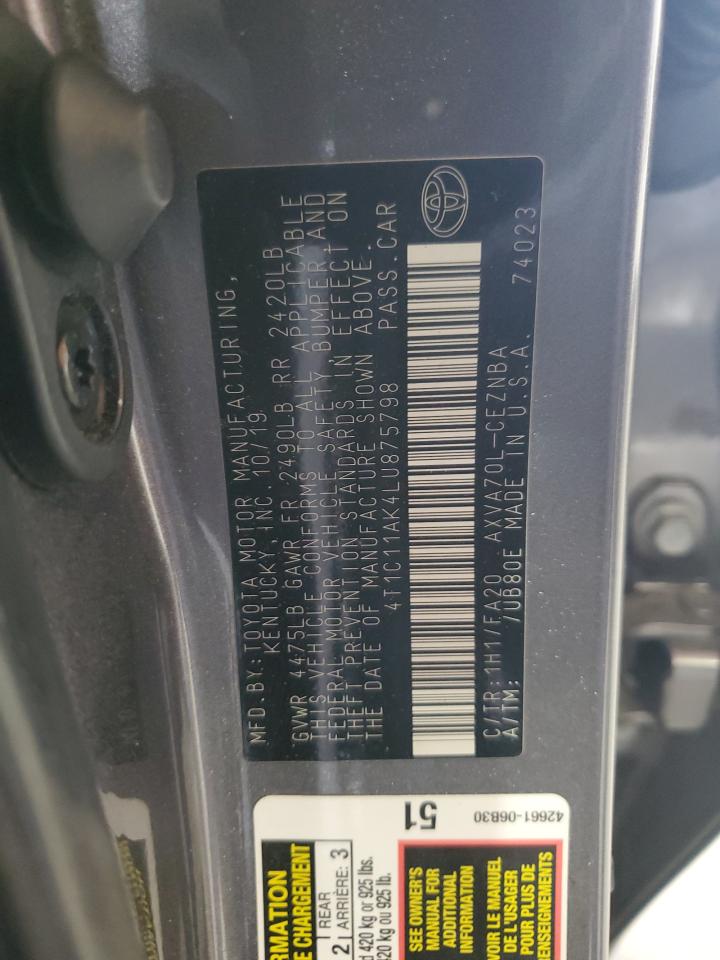 MFD. BY: TOYOTA MOTOR MANUFACTURING,
KENTUCKY, INC. 10/19
GVWR 4475LB GAWR FR 2490LB RR 2420LB
THIS VEHICLE CONFORMS TO ALL APPLICABLE
FEDERAL MOTOR VEHICLE SAFETY, BUMPER, AND
THEFT PREVENTION STANDARDS IN EFFECT ON
THE DATE OF MANUFACTURE SHOWN ABOVE.
4T1C11AK4LU875798 PASS. CAR
C/TR: 1H1/FA20 AXVA70L-CEZNBA
A/TM: /UB80E MADE IN U.S.A. 74023
51
42661-06B30
CHARGEMENT
2
REAR
ARRIÈRE: 3
420 kg or 925 lbs.
420 kg ou 925 lb.
SEE OWNER'S
MANUAL FOR
ADDITIONAL
INFORMATION
VOIR LE MANUEL
DE L'USAGER
POUR PLUS DE
RENSEIGNEMENTS